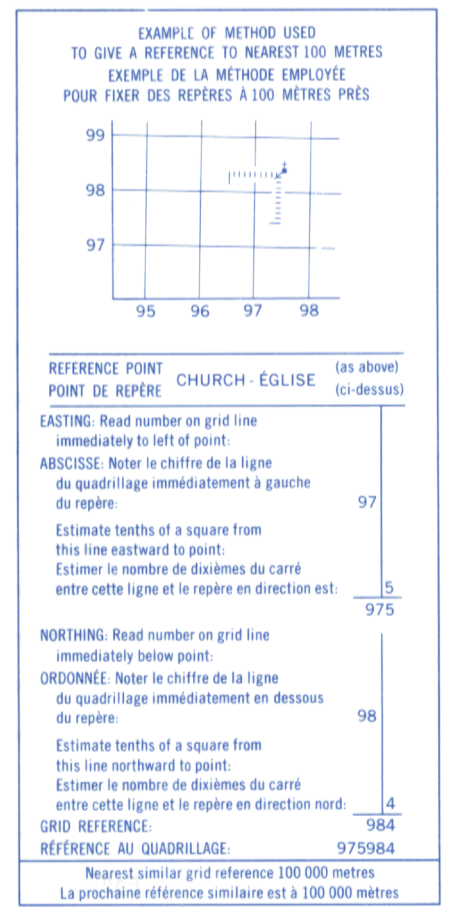 EXAMPLE OF METHOD USED
TO GIVE A REFERENCE TO NEAREST 100 METRES
EXEMPLE DE LA MÉTHODE EMPLOYÉE
POUR FIXER DES REPÈRES À 100 MÈTRES PRÈS
99
98
97
95 96 97 98
REFERENCE POINT
POINT DE REPÈRE
CHURCH - ÉGLISE
(as above)
(ci-dessus)
EASTING: Read number on grid line
immediately to left of point:
ABSCISSE: Noter le chiffre de la ligne
du quadrillage immédiatement à gauche
du repère: 97
Estimate tenths of a square from
this line eastward to point:
Estimer le nombre de dixièmes du carré
entre cette ligne et le repère en direction est: 5
975
NORTHING: Read number on grid line
immediately below point:
ORDONNÉE: Noter le chiffre de la ligne
du quadrillage immédiatement en dessous
du repère: 98
Estimate tenths of a square from
this line northward to point:
Estimer le nombre de dixièmes du carré
entre cette ligne et le repère en direction nord: 4
GRID REFERENCE: 984
RÉFÉRENCE AU QUADRILLAGE: 975984
Nearest similar grid reference 100 000 metres
La prochaine référence similaire est à 100 000 mètres